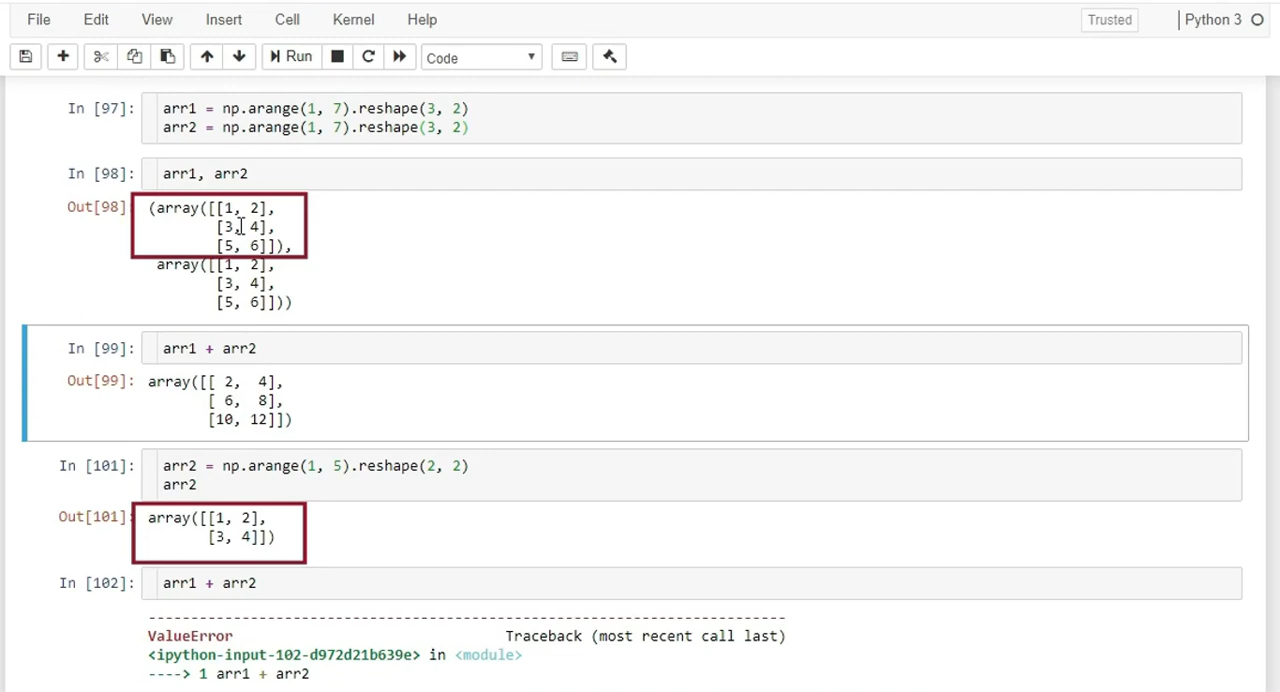 File Edit View Insert Cell Kernel Help Trusted Python 3
Run Code
In [97]: arr1 = np.arange(1, 7).reshape(3, 2)
arr2 = np.arange(1, 7).reshape(3, 2)
In [98]: arr1, arr2
Out[98]: (array([[1, 2],
[3, 4],
[5, 6]]),
array([[1, 2],
[3, 4],
[5, 6]]))
In [99]: arr1 + arr2
Out[99]: array([[ 2,  4],
[ 6,  8],
[10, 12]])
In [101]: arr2 = np.arange(1, 5).reshape(2, 2)
arr2
Out[101]: array([[1, 2],
[3, 4]])
In [102]: arr1 + arr2
---------------------------------------------------------------------------
ValueError Traceback (most recent call last)
<ipython-input-102-d972d21b639e> in <module>
----> 1 arr1 + arr2